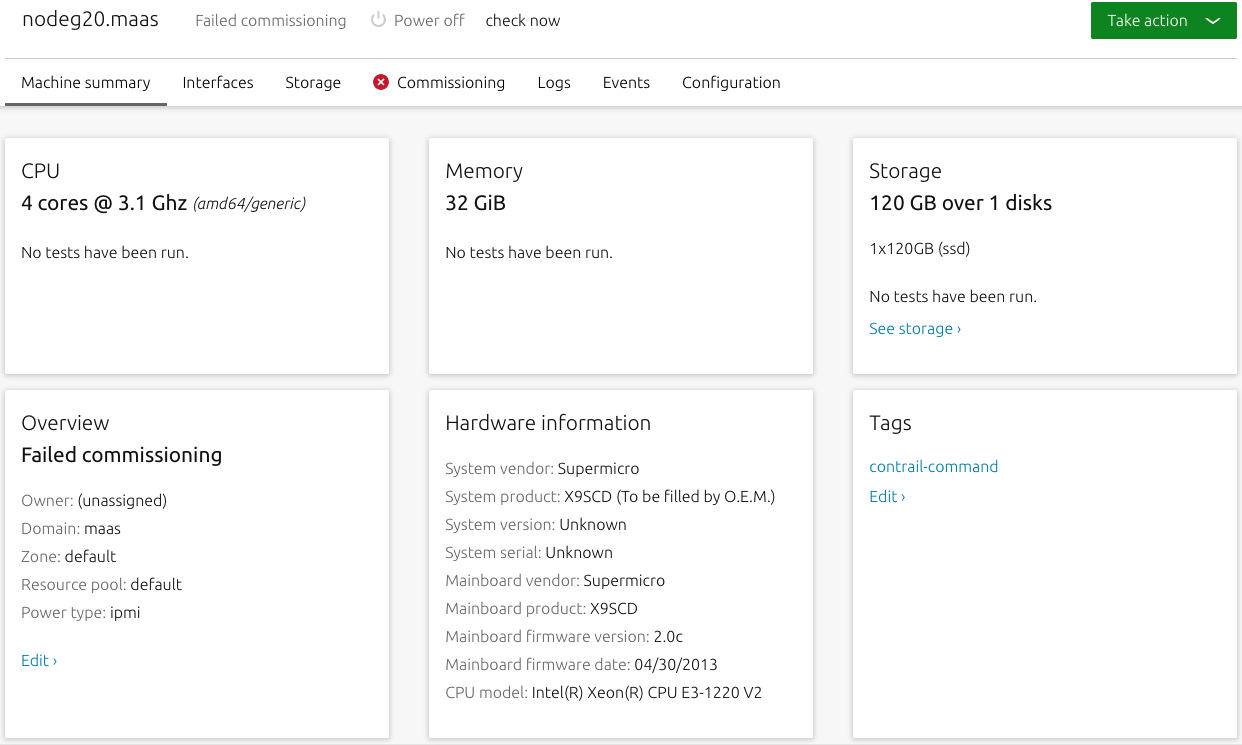 nodeg20.maas Failed commissioning Power off check now Take action
Machine summary Interfaces Storage Commissioning Logs Events Configuration
CPU
4 cores @ 3.1 Ghz (amd64/generic)
No tests have been run.
Memory
32 GiB
No tests have been run.
Storage
120 GB over 1 disks
1x120GB (ssd)
No tests have been run.
See storage ›
Overview
Failed commissioning
Owner: (unassigned)
Domain: maas
Zone: default
Resource pool: default
Power type: ipmi
Edit ›
Hardware information
System vendor: Supermicro
System product: X9SCD (To be filled by O.E.M.)
System version: Unknown
System serial: Unknown
Mainboard vendor: Supermicro
Mainboard product: X9SCD
Mainboard firmware version: 2.0c
Mainboard firmware date: 04/30/2013
CPU model: Intel(R) Xeon(R) CPU E3-1220 V2
Tags
contrail-command
Edit ›